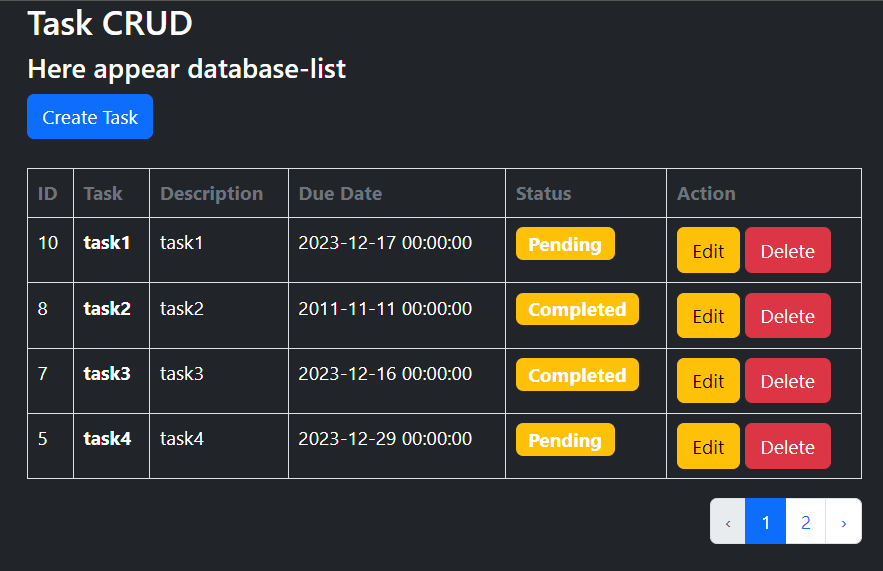 Task CRUD
Here appear database-list
Create Task
ID Task Description Due Date Status Action
10 task1 task1 2023-12-17 00:00:00 Pending Edit Delete
8 task2 task2 2011-11-11 00:00:00 Completed Edit Delete
7 task3 task3 2023-12-16 00:00:00 Completed Edit Delete
5 task4 task4 2023-12-29 00:00:00 Pending Edit Delete
‹ 1 2 ›